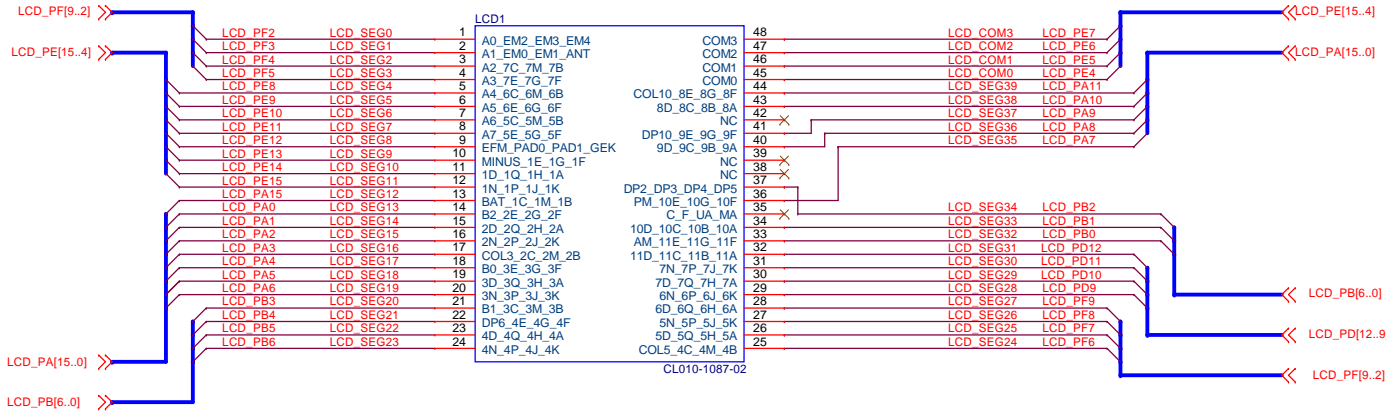 LCD_PF[9..2] LCD_PE[15..4]
LCD1
LCD_PF2 LCD_SEG0 1 A0_EM2_EM3_EM4 COM3 48 LCD_COM3 LCD_PE7
LCD_PF3 LCD_SEG1 2 A1_EM0_EM1_ANT COM2 47 LCD_COM2 LCD_PE6
LCD_PE[15..4] LCD_PF4 LCD_SEG2 3 A2_7C_7M_7B COM1 46 LCD_COM1 LCD_PE5 LCD_PA[15..0]
LCD_PF5 LCD_SEG3 4 A3_7E_7G_7F COM0 45 LCD_COM0 LCD_PE4
LCD_PE8 LCD_SEG4 5 A4_6C_6M_6B COL10_8E_8G_8F 44 LCD_SEG39 LCD_PA11
LCD_PE9 LCD_SEG5 6 A5_6E_6G_6F 8D_8C_8B_8A 43 LCD_SEG38 LCD_PA10
LCD_PE10 LCD_SEG6 7 A6_5C_5M_5B NC 42 LCD_SEG37 LCD_PA9
LCD_PE11 LCD_SEG7 8 A7_5E_5G_5F DP10_9E_9G_9F 41 LCD_SEG36 LCD_PA8
LCD_PE12 LCD_SEG8 9 EFM_PAD0_PAD1_GEK 9D_9C_9B_9A 40 LCD_SEG35 LCD_PA7
LCD_PE13 LCD_SEG9 10 MINUS_1E_1G_1F NC 39
LCD_PE14 LCD_SEG10 11 1D_1Q_1H_1A NC 38
LCD_PE15 LCD_SEG11 12 1N_1P_1J_1K DP2_DP3_DP4_DP5 37
LCD_PA15 LCD_SEG12 13 BAT_1C_1M_1B PM_10E_10G_10F 36
LCD_PA0 LCD_SEG13 14 B2_2E_2G_2F C_F_UA_MA 35 LCD_SEG34 LCD_PB2
LCD_PA1 LCD_SEG14 15 2D_2Q_2H_2A 10D_10C_10B_10A 34 LCD_SEG33 LCD_PB1
LCD_PA2 LCD_SEG15 16 2N_2P_2J_2K AM_11E_11G_11F 33 LCD_SEG32 LCD_PB0
LCD_PA3 LCD_SEG16 17 COL3_2C_2M_2B 11D_11C_11B_11A 32 LCD_SEG31 LCD_PD12
LCD_PA4 LCD_SEG17 18 B0_3E_3G_3F 7N_7P_7J_7K 31 LCD_SEG30 LCD_PD11
LCD_PA5 LCD_SEG18 19 3D_3Q_3H_3A 7D_7Q_7H_7A 30 LCD_SEG29 LCD_PD10
LCD_PA6 LCD_SEG19 20 3N_3P_3J_3K 6N_6P_6J_6K 29 LCD_SEG28 LCD_PD9 LCD_PB[6..0]
LCD_PB3 LCD_SEG20 21 B1_3C_3M_3B 6D_6Q_6H_6A 28 LCD_SEG27 LCD_PF9
LCD_PB4 LCD_SEG21 22 DP6_4E_4G_4F 5N_5P_5J_5K 27 LCD_SEG26 LCD_PF8
LCD_PB5 LCD_SEG22 23 4D_4Q_4H_4A 5D_5Q_5H_5A 26 LCD_SEG25 LCD_PF7 LCD_PD[12..9
LCD_PB6 LCD_SEG23 24 4N_4P_4J_4K COL5_4C_4M_4B 25 LCD_SEG24 LCD_PF6
LCD_PA[15..0] CL010-1087-02 LCD_PF[9..2]
LCD_PB[6..0]